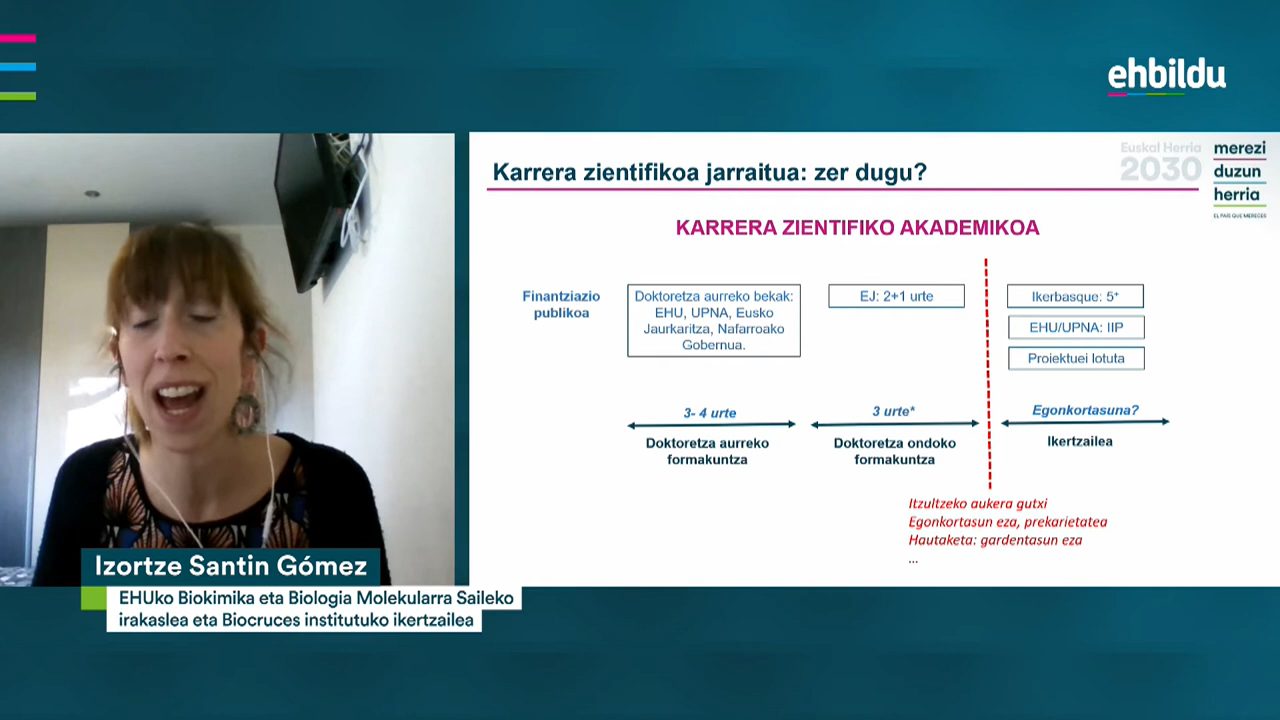 ehbildu
Karrera zientifikoa jarraitua: zer dugu?
Euskal Herria
2030
merezi
duzun
herria
EL PAÍS QUE MERECES
KARRERA ZIENTIFIKO AKADEMIKOA
Finantziazio
publikoa
Doktoretza aurreko bekak:
EHU, UPNA, Eusko
Jaurkaritza, Nafarroako
Gobernua.
EJ: 2+1 urte
Ikerbasque: 5+
EHU/UPNA: IIP
Proiektuei lotuta
3- 4 urte
Doktoretza aurreko
formakuntza
3 urte*
Doktoretza ondoko
formakuntza
Egonkortasuna?
Ikertzailea
Itzultzeko aukera gutxi
Egonkortasun eza, prekarietatea
Hautaketa: gardentasun eza
...
Izortze Santin Gómez
EHUko Biokimika eta Biologia Molekularra Saileko
irakaslea eta Biocruces institutuko ikertzailea